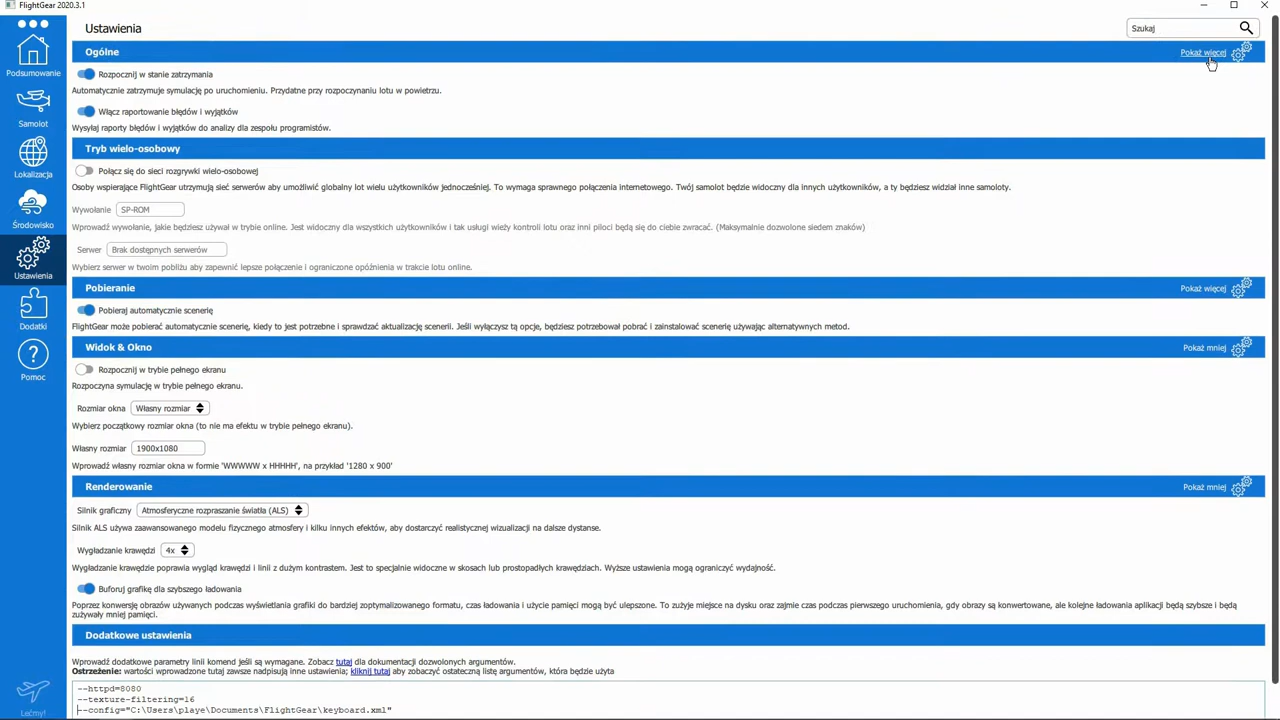 FlightGear 2020.3.1
Ustawienia
Szukaj
Podsumowanie
Samolot
Lokalizacja
Środowisko
Ustawienia
Dodatki
Pomoc
Lećmy!
Ogólne
Pokaż więcej
Rozpocznij w stanie zatrzymania
Automatycznie zatrzymuje symulację po uruchomieniu. Przydatne przy rozpoczynaniu lotu w powietrzu.
Włącz raportowanie błędów i wyjątków
Wysyłaj raporty błędów i wyjątków do analizy dla zespołu programistów.
Tryb wielo-osobowy
Połącz się do sieci rozgrywki wielo-osobowej
Osoby wspierające FlightGear utrzymują sieć serwerów aby umożliwić globalny lot wielu użytkowników jednocześniej. To wymaga sprawnego połączenia internetowego. Twój samolot będzie widoczny dla innych użytkowników, a ty będziesz widział inne samoloty.
Wywołanie SP-ROM
Wprowadź wywołanie, jakie będziesz używał w trybie online. Jest widoczny dla wszystkich użytkowników i tak usługi wieży kontroli lotu oraz inni piloci będą się do ciebie zwracać. (Maksymalnie dozwolone siedem znaków)
Serwer Brak dostępnych serwerów
Wybierz serwer w twoim pobliżu aby zapewnić lepsze połączenie i ograniczone opóźnienia w trakcie lotu online.
Pobieranie
Pokaż więcej
Pobieraj automatycznie scenerię
FlightGear może pobierać automatycznie scenerię, kiedy to jest potrzebne i sprawdzać aktualizację scenerii. Jeśli wyłączysz tą opcje, będziesz potrzebował pobrać i zainstalować scenerię używając alternatywnych metod.
Widok & Okno
Pokaż mniej
Rozpocznij w trybie pełnego ekranu
Rozpoczyna symulację w trybie pełnego ekranu.
Rozmiar okna Własny rozmiar
Wybierz początkowy rozmiar okna (to nie ma efektu w trybie pełnego ekranu).
Własny rozmiar 1900x1080
Wprowadź własny rozmiar okna w formie 'WWWWW x HHHHH', na przykład '1280 x 900'
Renderowanie
Pokaż mniej
Silnik graficzny Atmosferyczne rozpraszanie światła (ALS)
Silnik ALS używa zaawansowanego modelu fizycznego atmosfery i kilku innych efektów, aby dostarczyć realistycznej wizualizacji na dalsze dystanse.
Wygładzanie krawędzi 4x
Wygładzanie krawędzie poprawia wygląd krawędzi i linii z dużym kontrastem. Jest to specjalnie widoczne w skosach lub prostopadłych krawędziach. Wyższe ustawienia mogą ograniczyć wydajność.
Buforuj grafikę dla szybszego ładowania
Poprzez konwersję obrazów używanych podczas wyświetlania grafiki do bardziej zoptymalizowanego formatu, czas ładowania i użycie pamięci mogą być ulepszone. To zużyje miejsce na dysku oraz zajmie czas podczas pierwszego uruchomienia, gdy obrazy są konwertowane, ale kolejne ładowania aplikacji będą szybsze i będą
zużywały mniej pamięci.
Dodatkowe ustawienia
Wprowadź dodatkowe parametry linii komend jeśli są wymagane. Zobacz tutaj dla dokumentacji dozwolonych argumentów.
Ostrzeżenie: wartości wprowadzone tutaj zawsze nadpisują inne ustawienia; kliknij tutaj aby zobaczyć ostateczną listę argumentów, która będzie użyta
--httpd=8080
--texture-filtering=16
--config="C:\Users\playe\Documents\FlightGear\keyboard.xml"